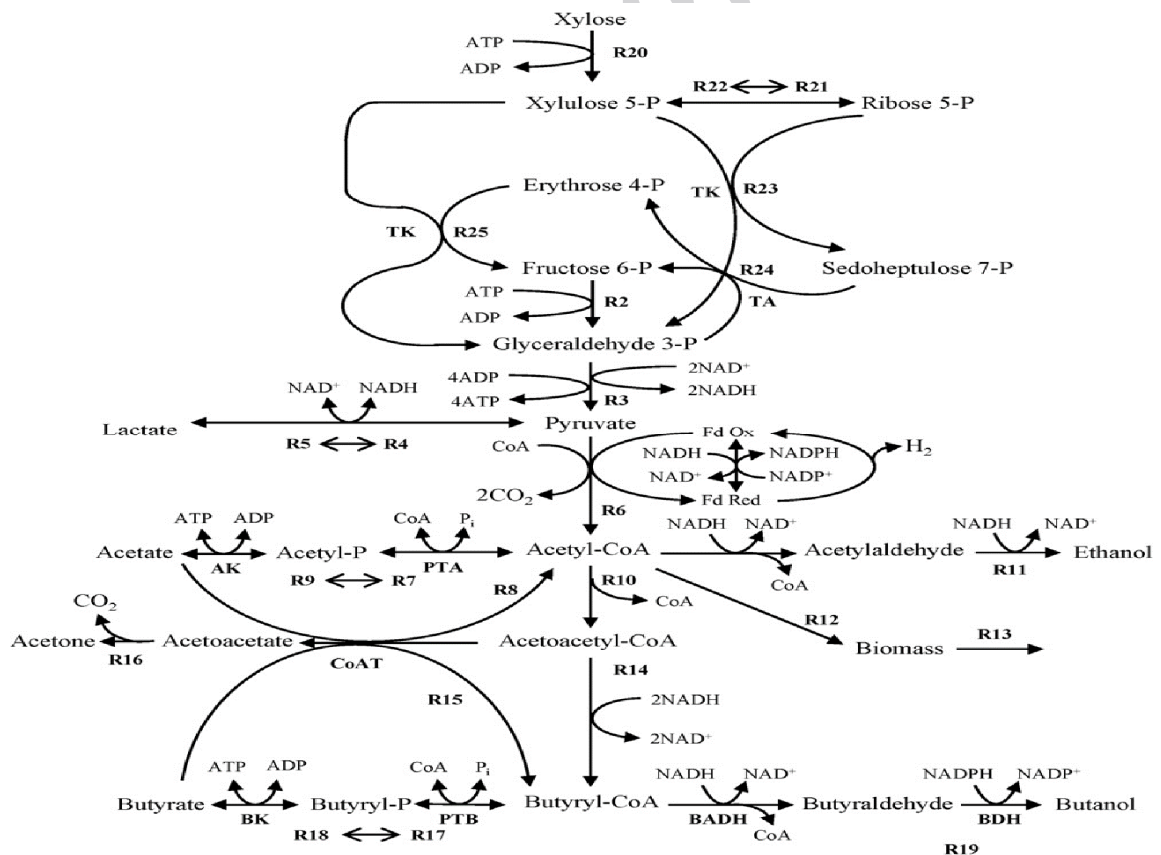 Xylose
ATP
R20
ADP
R22 R21
Xylulose 5-P
Ribose 5-P
Erythrose 4-P
TK
R23
TK
R25
Fructose 6-P
R24
Sedoheptulose 7-P
ATP
R2
TA
ADP
Glyceraldehyde 3-P
4ADP
2NAD⁺
NAD⁺ NADH
2NADH
4ATP
R3
Lactate
Pyruvate
R5 R4
CoA
Fd Ox
H₂
NADH
NADPH
NAD⁺
NADP⁺
2CO₂
Fd Red
R6
ATP ADP
CoA Pi
NADH NAD⁺
NADH NAD⁺
Acetate
Acetyl-P
Acetyl-CoA
Acetylaldehyde
Ethanol
AK
PTA
R9 R7
R8
R10
CoA
R11
CO₂
CoA
R12
Acetone
Acetoacetate
Acetoacetyl-CoA
Biomass
R13
R16
CoAT
R14
R15
2NADH
2NAD⁺
ATP ADP
CoA Pi
NADH NAD⁺
NADPH NADP⁺
Butyrate
Butyryl-P
Butyryl-CoA
Butyraldehyde
Butanol
BK
PTB
BADH
CoA
BDH
R18 R17
R19